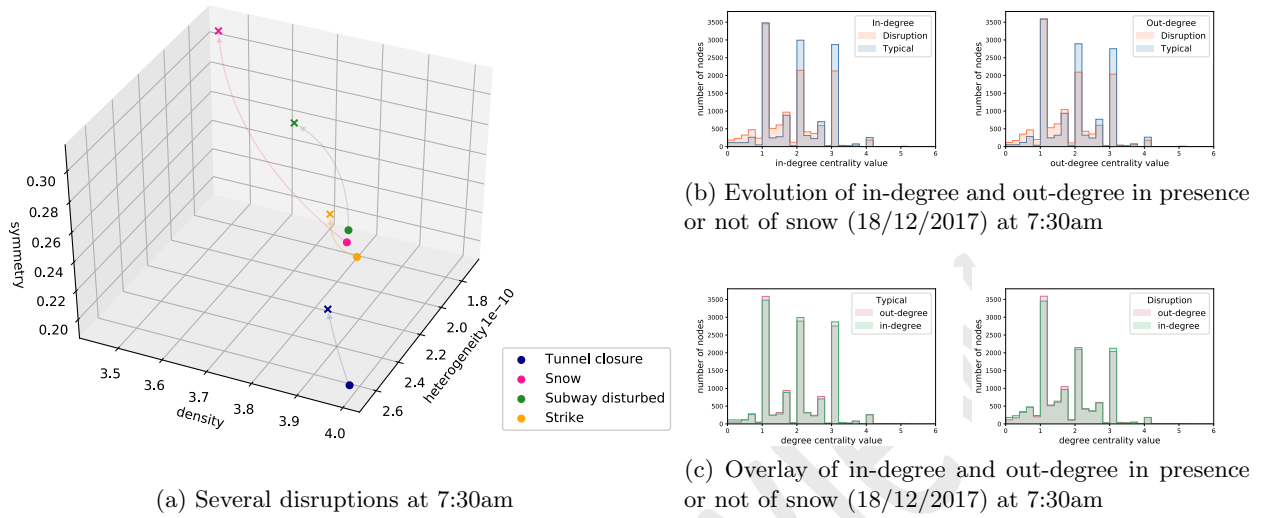 0.30
0.28
0.26
0.24
0.22
0.20
symmetry
3.5
3.6
3.7
3.8
3.9
4.0
density
1.8
2.0
2.2
2.4
2.6
heterogeneity 1e−10
Tunnel closure
Snow
Subway disturbed
Strike
(a) Several disruptions at 7:30am
3500
3000
2500
2000
1500
1000
500
0
number of nodes
In-degree
Disruption
Typical
0 1 2 3 4 5 6
in-degree centrality value
3500
3000
2500
2000
1500
1000
500
0
number of nodes
Out-degree
Disruption
Typical
0 1 2 3 4 5 6
out-degree centrality value
(b) Evolution of in-degree and out-degree in presence
or not of snow (18/12/2017) at 7:30am
3500
3000
2500
2000
1500
1000
500
0
number of nodes
Typical
out-degree
in-degree
0 1 2 3 4 5 6
degree centrality value
3500
3000
2500
2000
1500
1000
500
0
number of nodes
Disruption
out-degree
in-degree
0 1 2 3 4 5 6
degree centrality value
(c) Overlay of in-degree and out-degree in presence
or not of snow (18/12/2017) at 7:30am